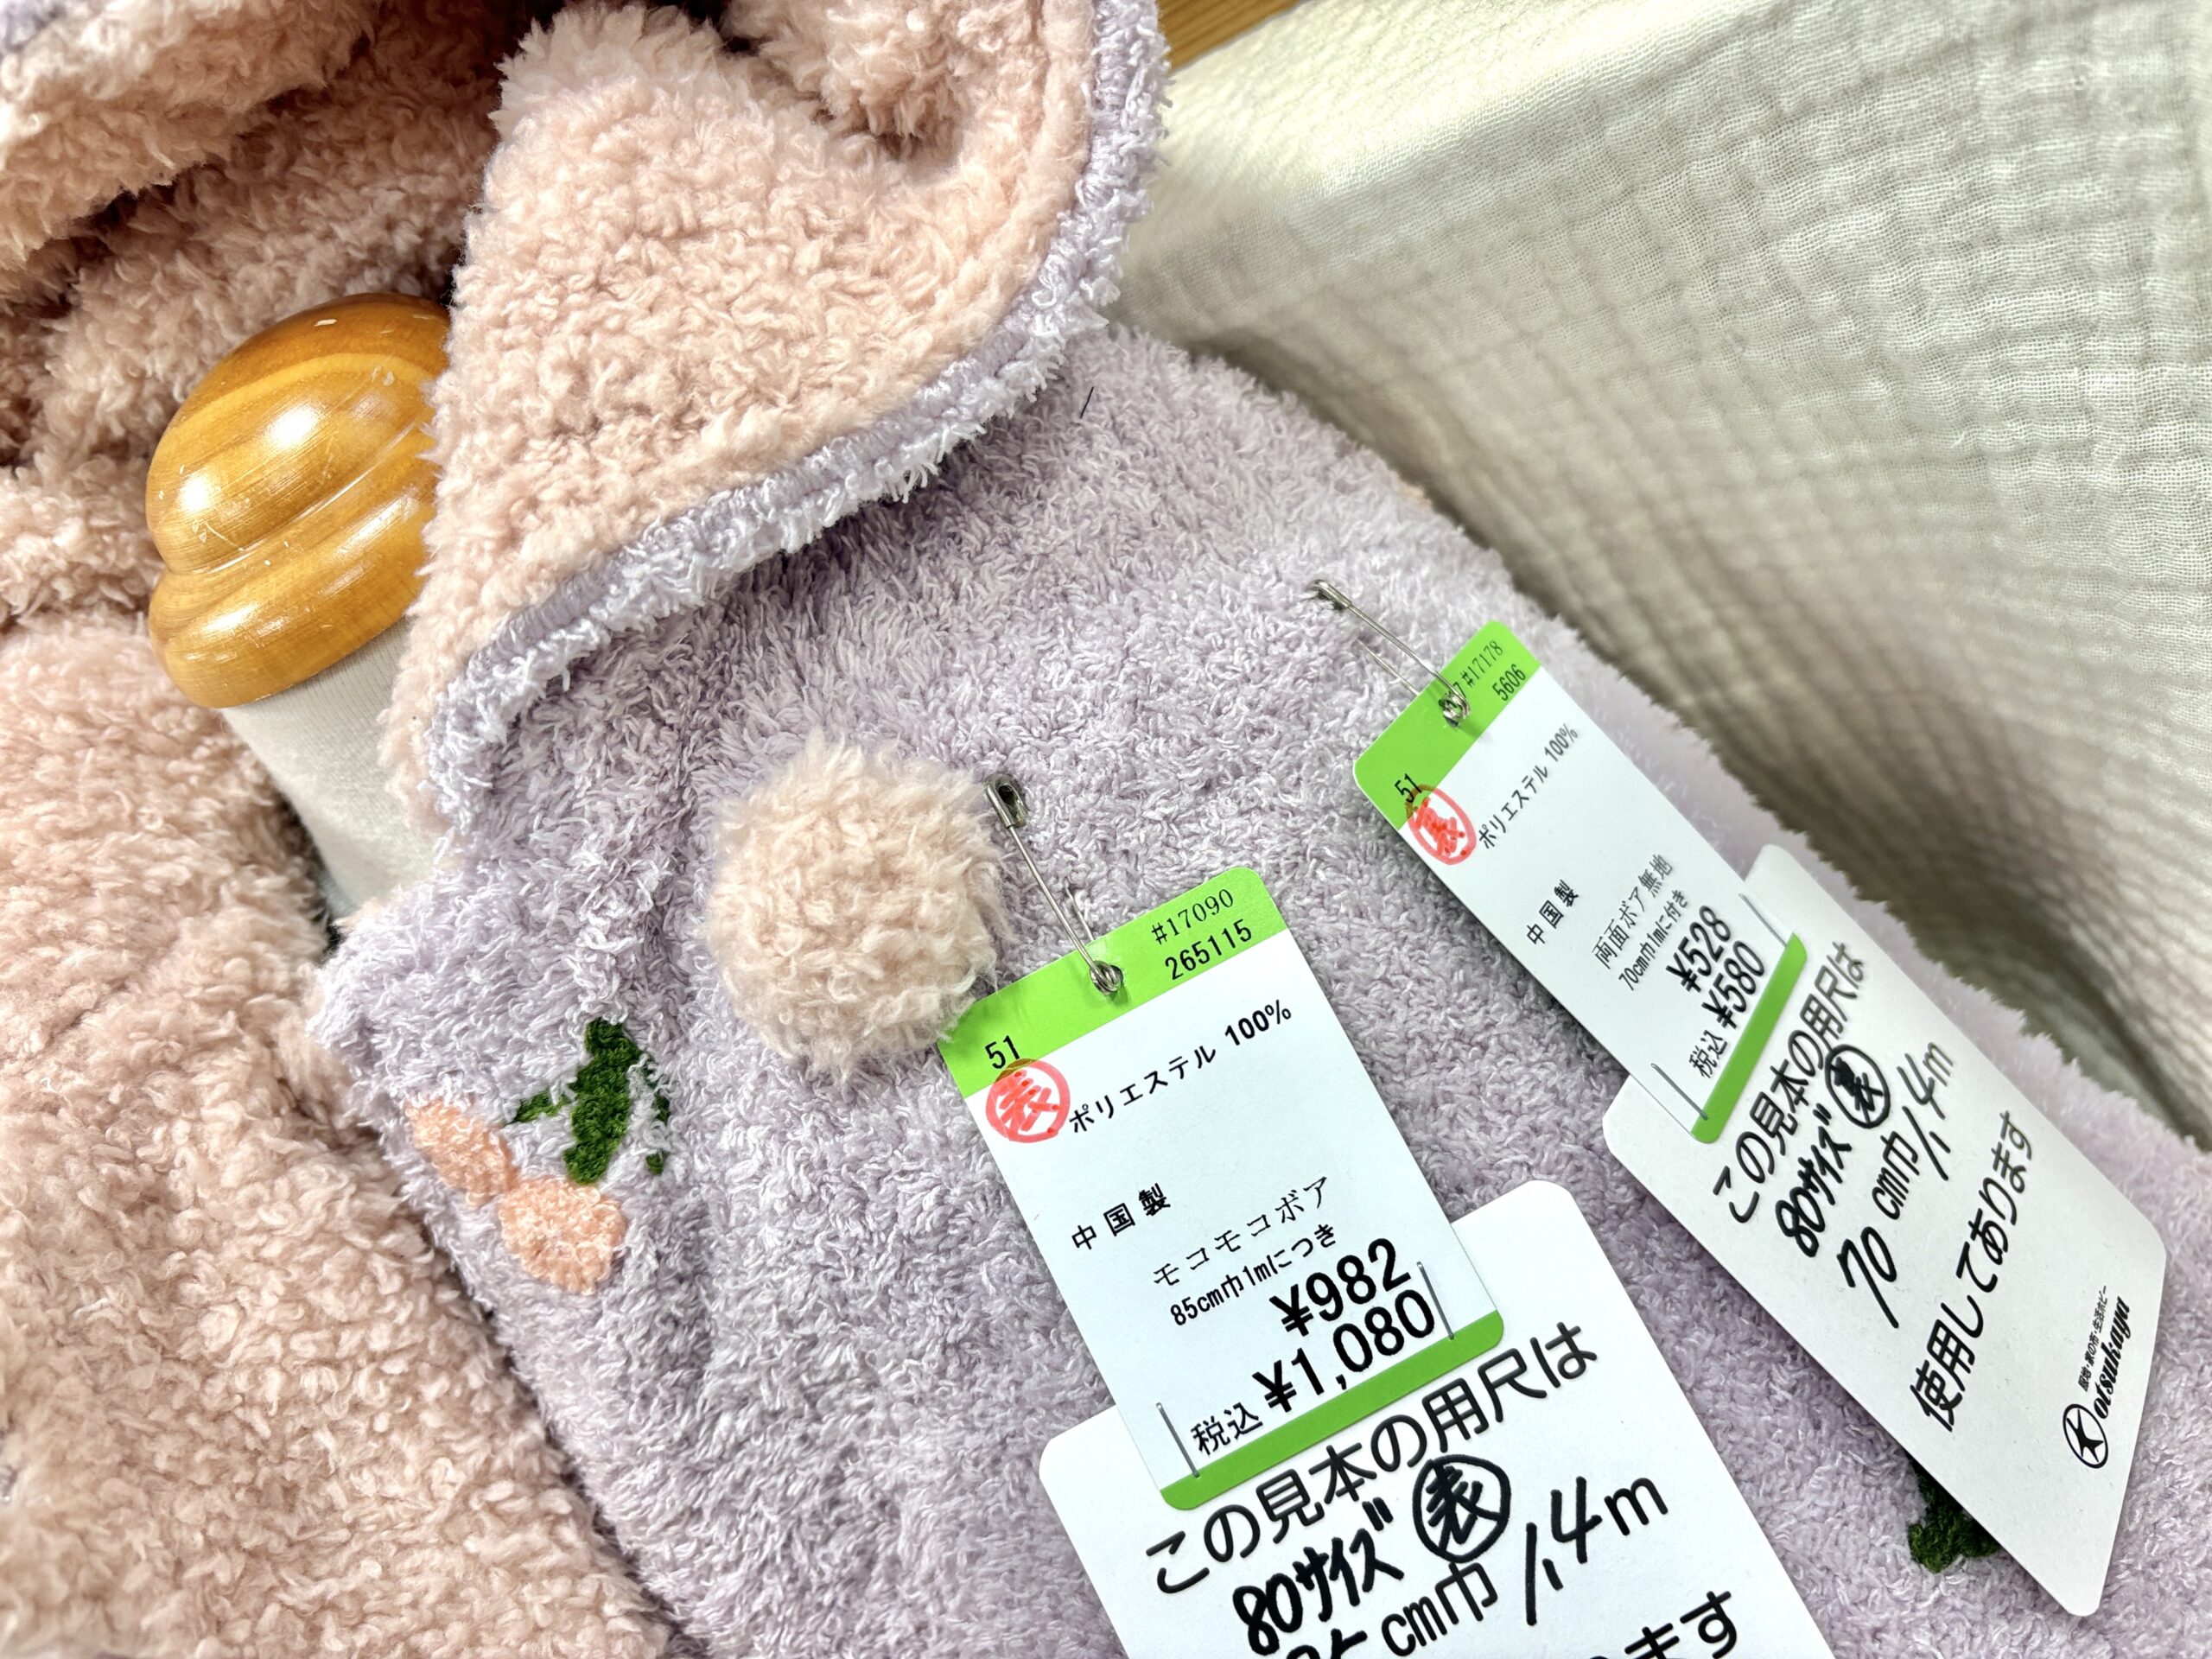 #17090
265115
51
表
ポリエステル 100%
中国製
モコモコボア
85cm巾1mにつき
¥982
税込 ¥1,080
この見本の用尺は
80サイズ 表
cm巾 1.4m
ます
#17178
5606
51
ポリエステル 100%
中国製
両面ボア無地
70cm巾1mに付き
¥528
税込 ¥580
この見本の用尺は
80サイズ 裏
70 cm巾 1.4m
使用してあります
otsukaya